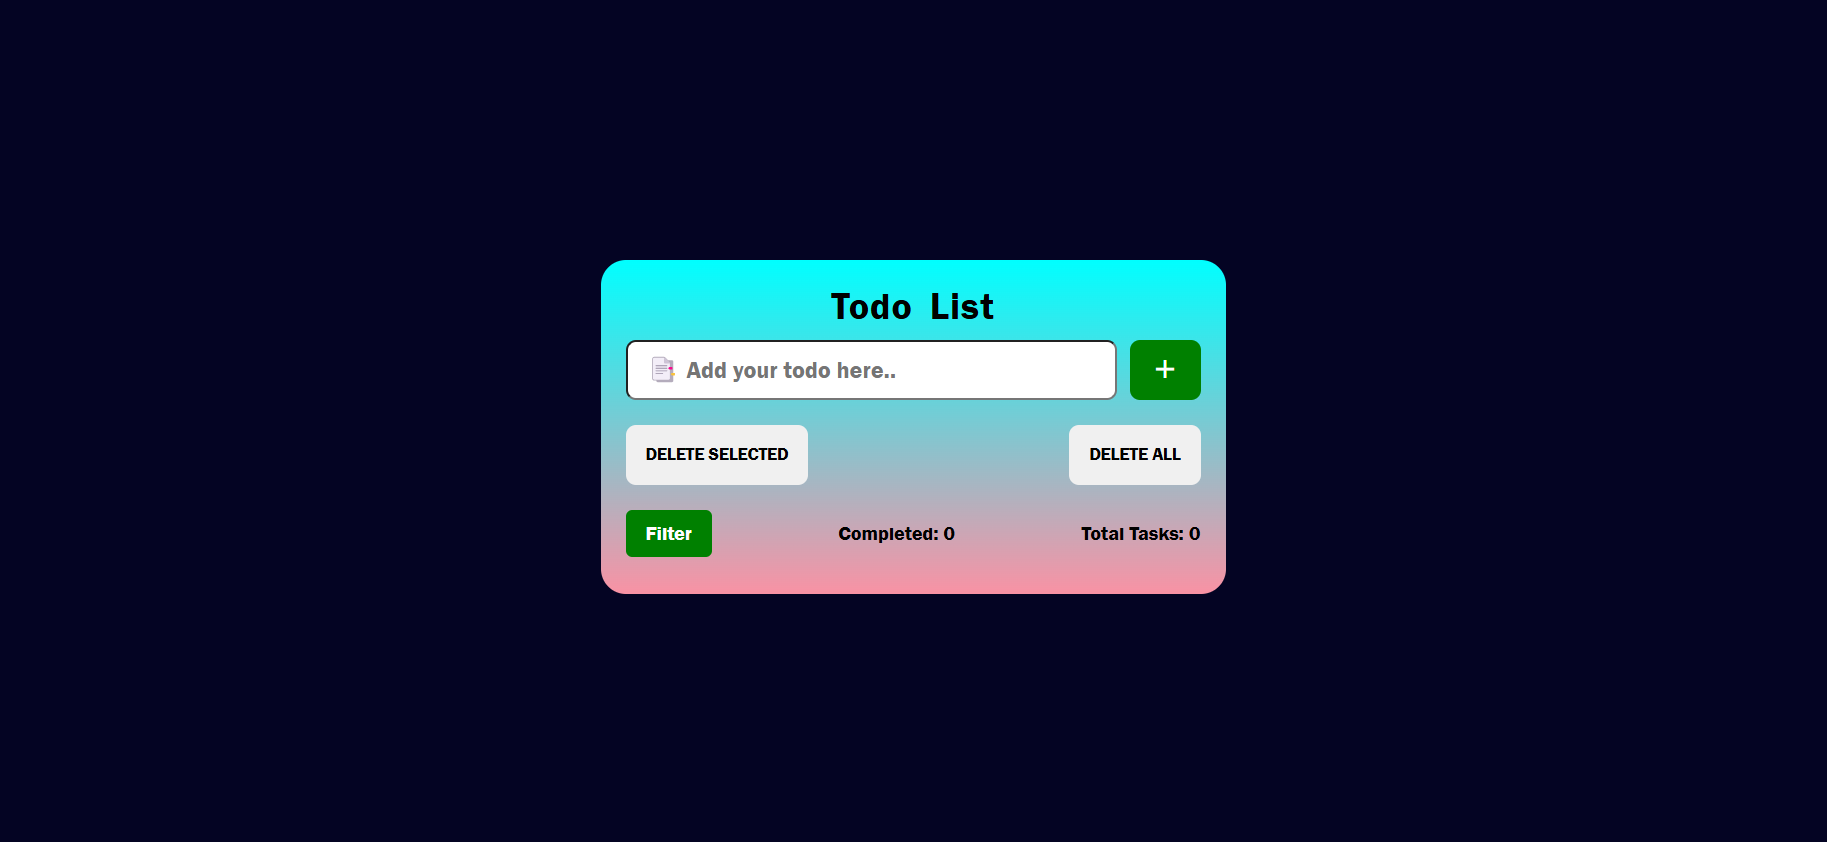 Todo List
Add your todo here..
+
DELETE SELECTED
DELETE ALL
Filter
Completed: 0
Total Tasks: 0